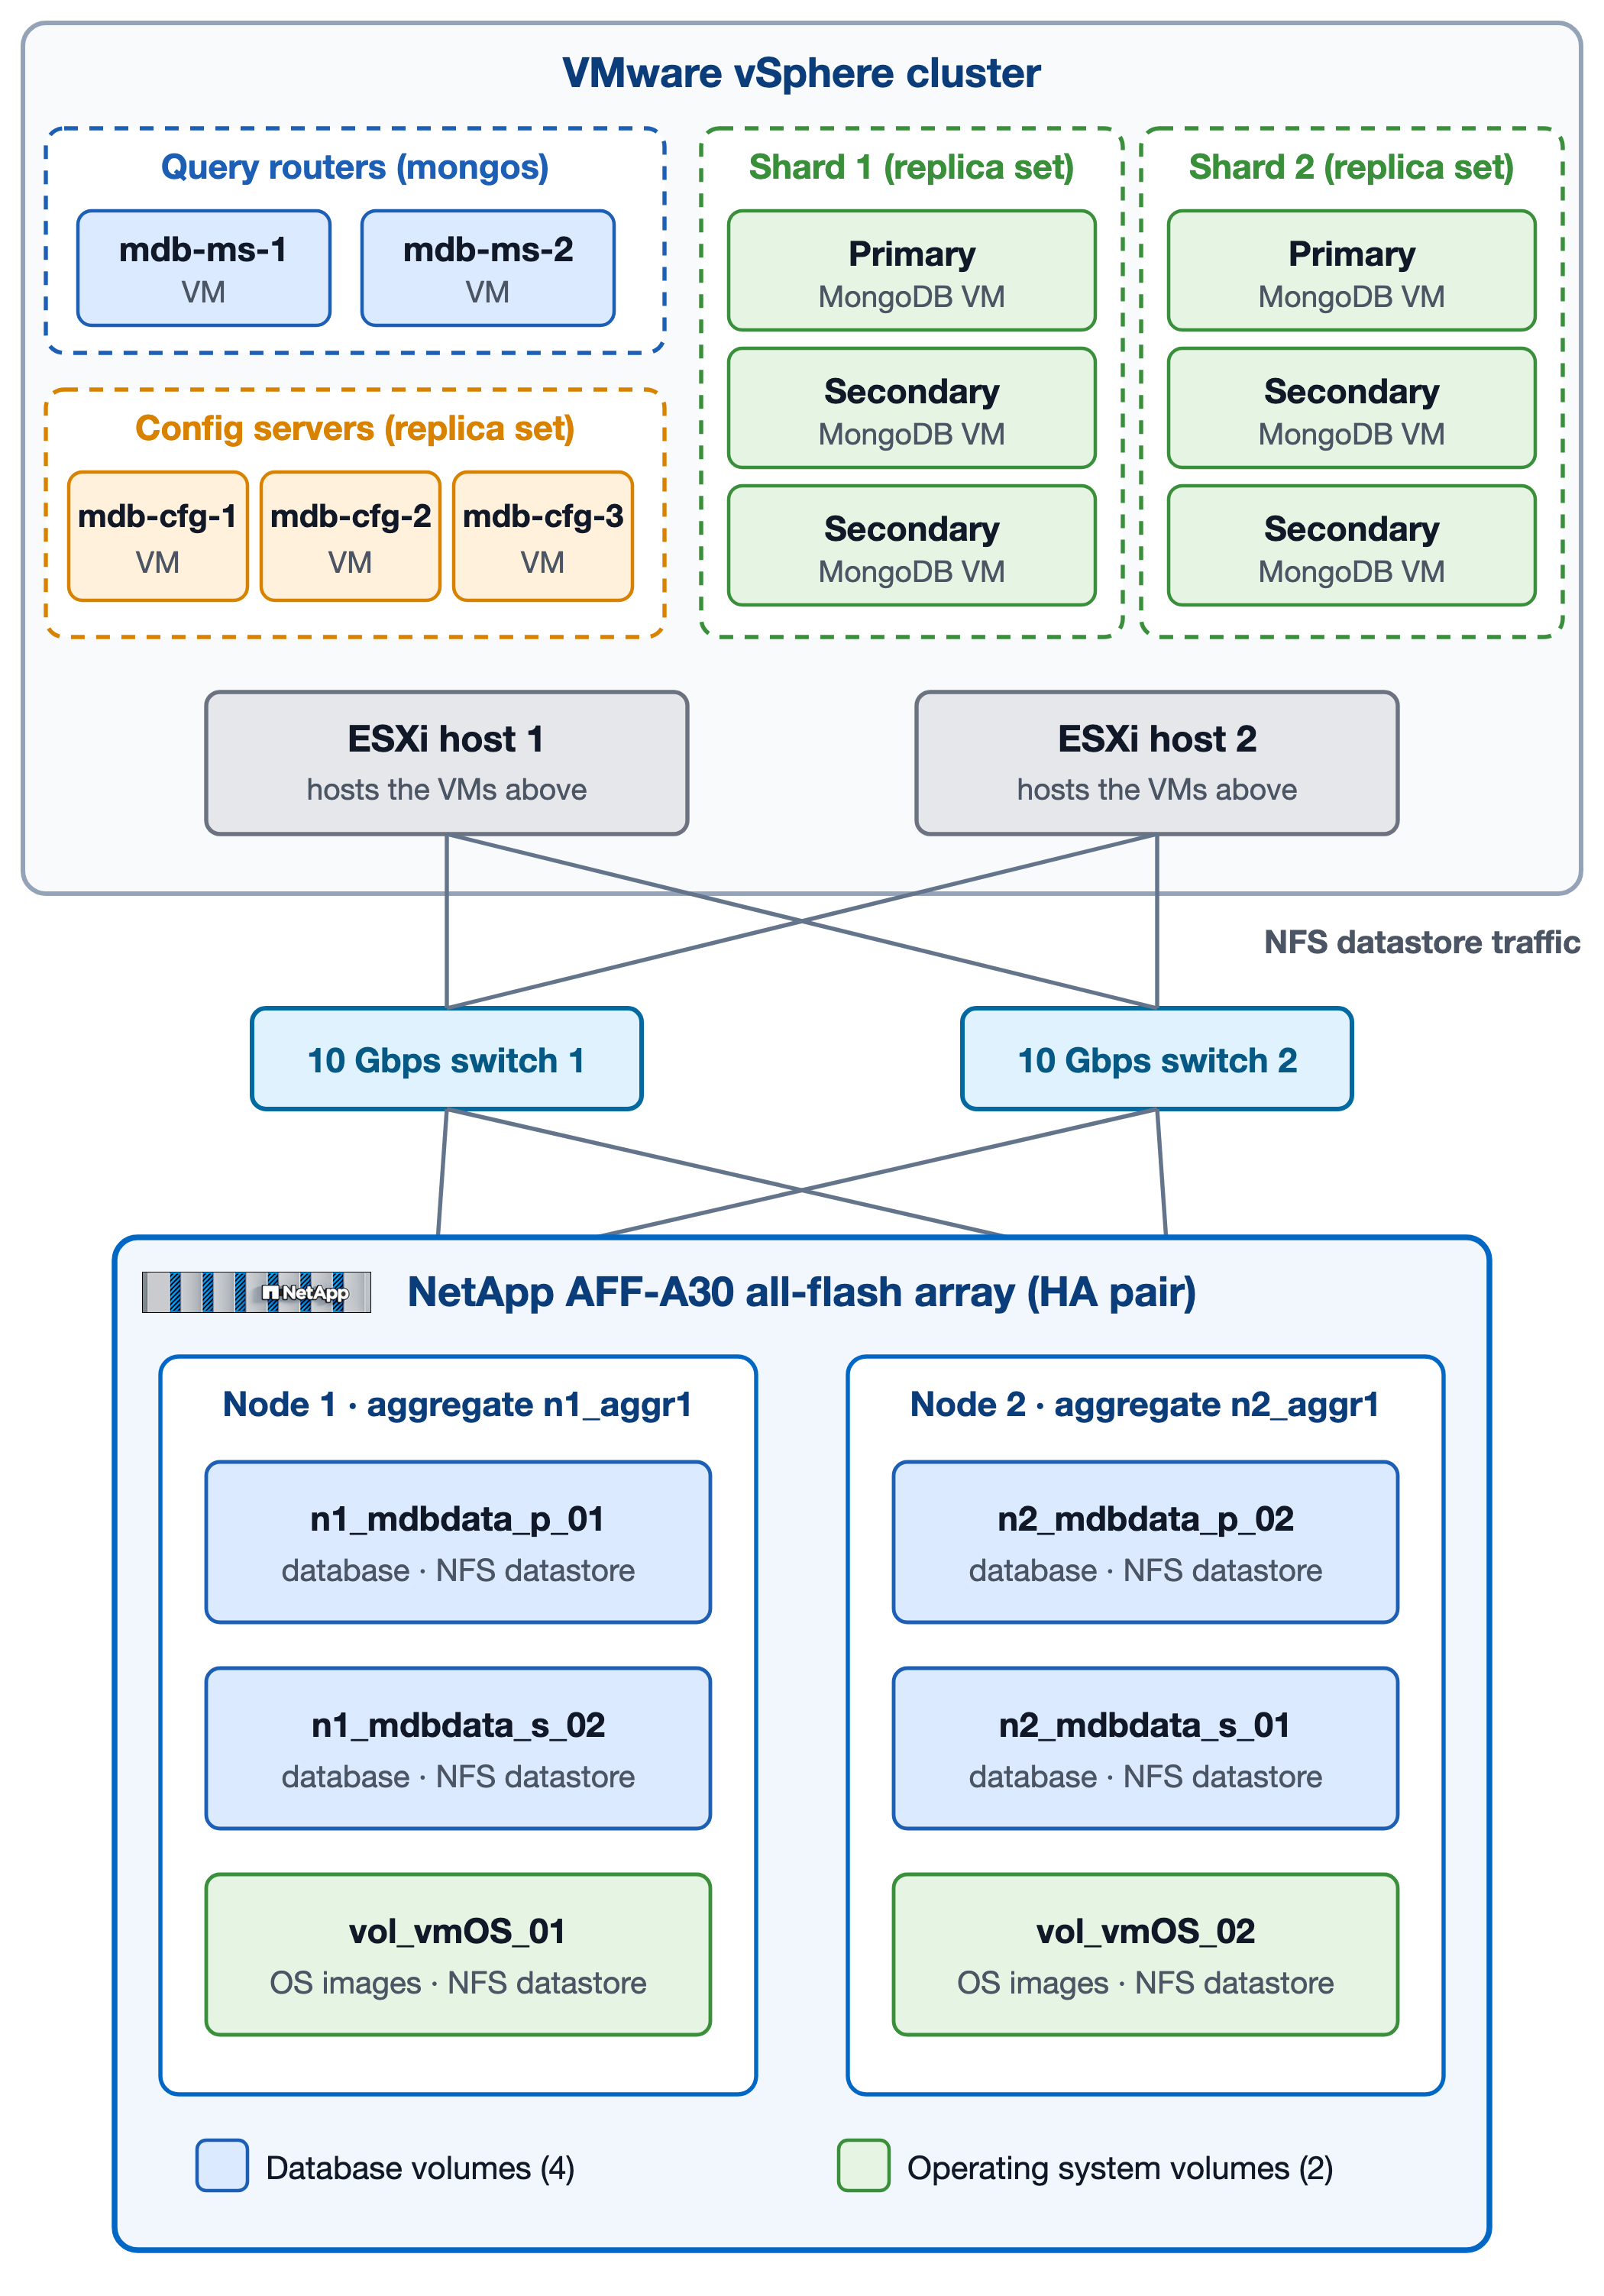 VMware vSphere cluster
Query routers (mongos)
mdb-ms-1
VM
mdb-ms-2
VM
Config servers (replica set)
mdb-cfg-1
VM
mdb-cfg-2
VM
mdb-cfg-3
VM
Shard 1 (replica set)
Primary
MongoDB VM
Secondary
MongoDB VM
Secondary
MongoDB VM
Shard 2 (replica set)
Primary
MongoDB VM
Secondary
MongoDB VM
Secondary
MongoDB VM
ESXi host 1
hosts the VMs above
ESXi host 2
hosts the VMs above
NFS datastore traffic
10 Gbps switch 1
10 Gbps switch 2
NetApp
NetApp AFF-A30 all-flash array (HA pair)
Node 1 · aggregate n1_aggr1
n1_mdbdata_p_01
database · NFS datastore
n1_mdbdata_s_02
database · NFS datastore
vol_vmOS_01
OS images · NFS datastore
Node 2 · aggregate n2_aggr1
n2_mdbdata_p_02
database · NFS datastore
n2_mdbdata_s_01
database · NFS datastore
vol_vmOS_02
OS images · NFS datastore
Database volumes (4)
Operating system volumes (2)